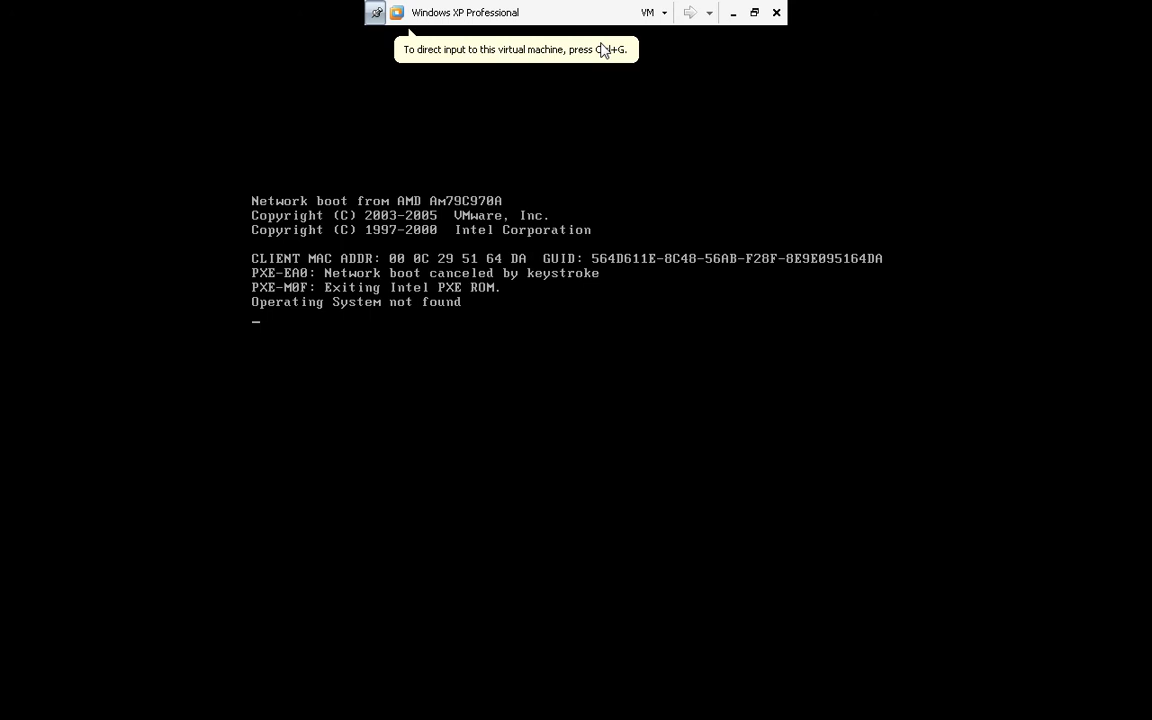 Windows XP Professional VM
To direct input to this virtual machine, press Ctrl+G.
Network boot from AMD Am79C970A
Copyright (C) 2003-2005 VMware, Inc.
Copyright (C) 1997-2000 Intel Corporation
CLIENT MAC ADDR: 00 0C 29 51 64 DA GUID: 564D611E-8C48-56AB-F28F-8E9E095164DA
PXE-EA0: Network boot canceled by keystroke
PXE-M0F: Exiting Intel PXE ROM.
Operating System not found